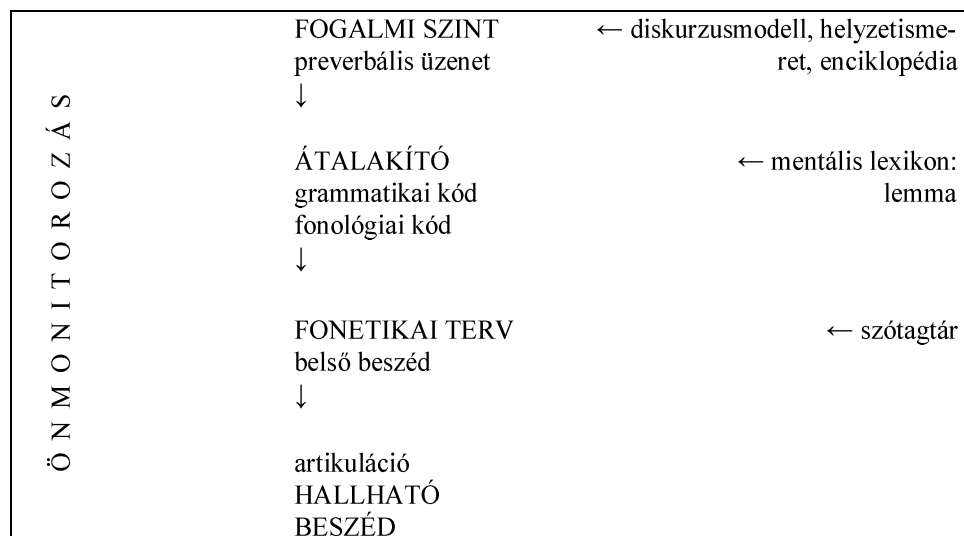 FOGALMI SZINT ← diskurzusmodell, helyzetisme-
preverbális üzenet ret, enciklopédia
↓
ÁTALAKÍTÓ ← mentális lexikon:
grammatikai kód lemma
fonológiai kód
↓
FONETIKAI TERV ← szótagtár
belső beszéd
↓
artikuláció
HALLHATÓ
BESZÉD
ÖNMONITOROZÁS